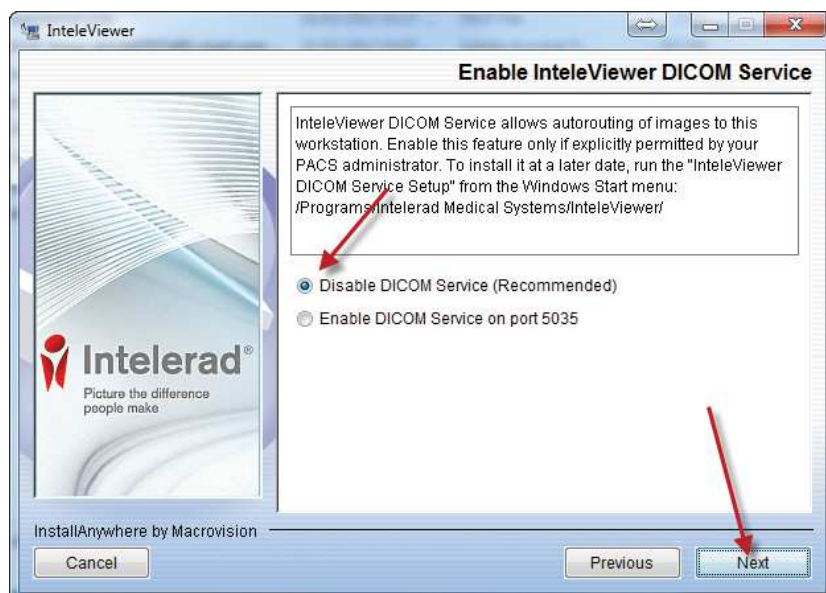 InteleViewer
Enable InteleViewer DICOM Service
InteleViewer DICOM Service allows autorouting of images to this
workstation. Enable this feature only if explicitly permitted by your
PACS administrator. To install it at a later date, run the "InteleViewer
DICOM Service Setup" from the Windows Start menu:
/Programs/Intelerad Medical Systems/InteleViewer/
Disable DICOM Service (Recommended)
Enable DICOM Service on port 5035
Intelerad®
Picture the difference
people make
InstallAnywhere by Macrovision
Cancel
Previous
Next